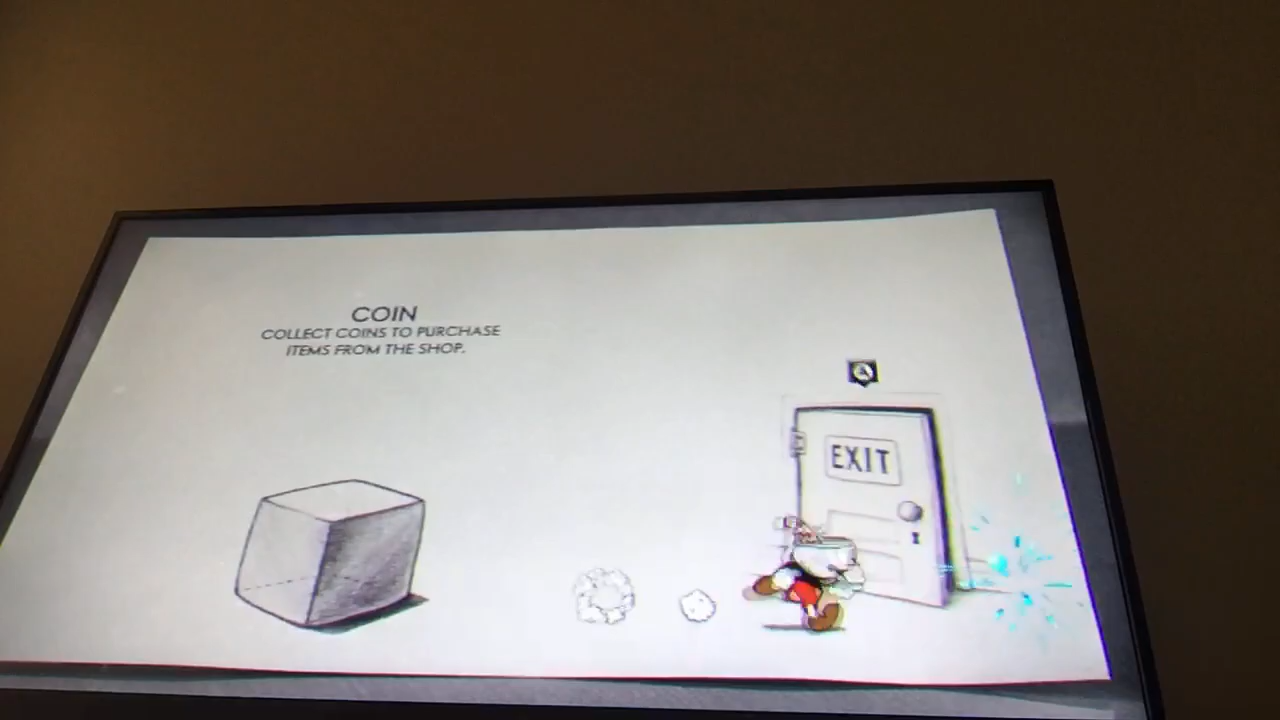 COIN
COLLECT COINS TO PURCHASE
ITEMS FROM THE SHOP.
EXIT